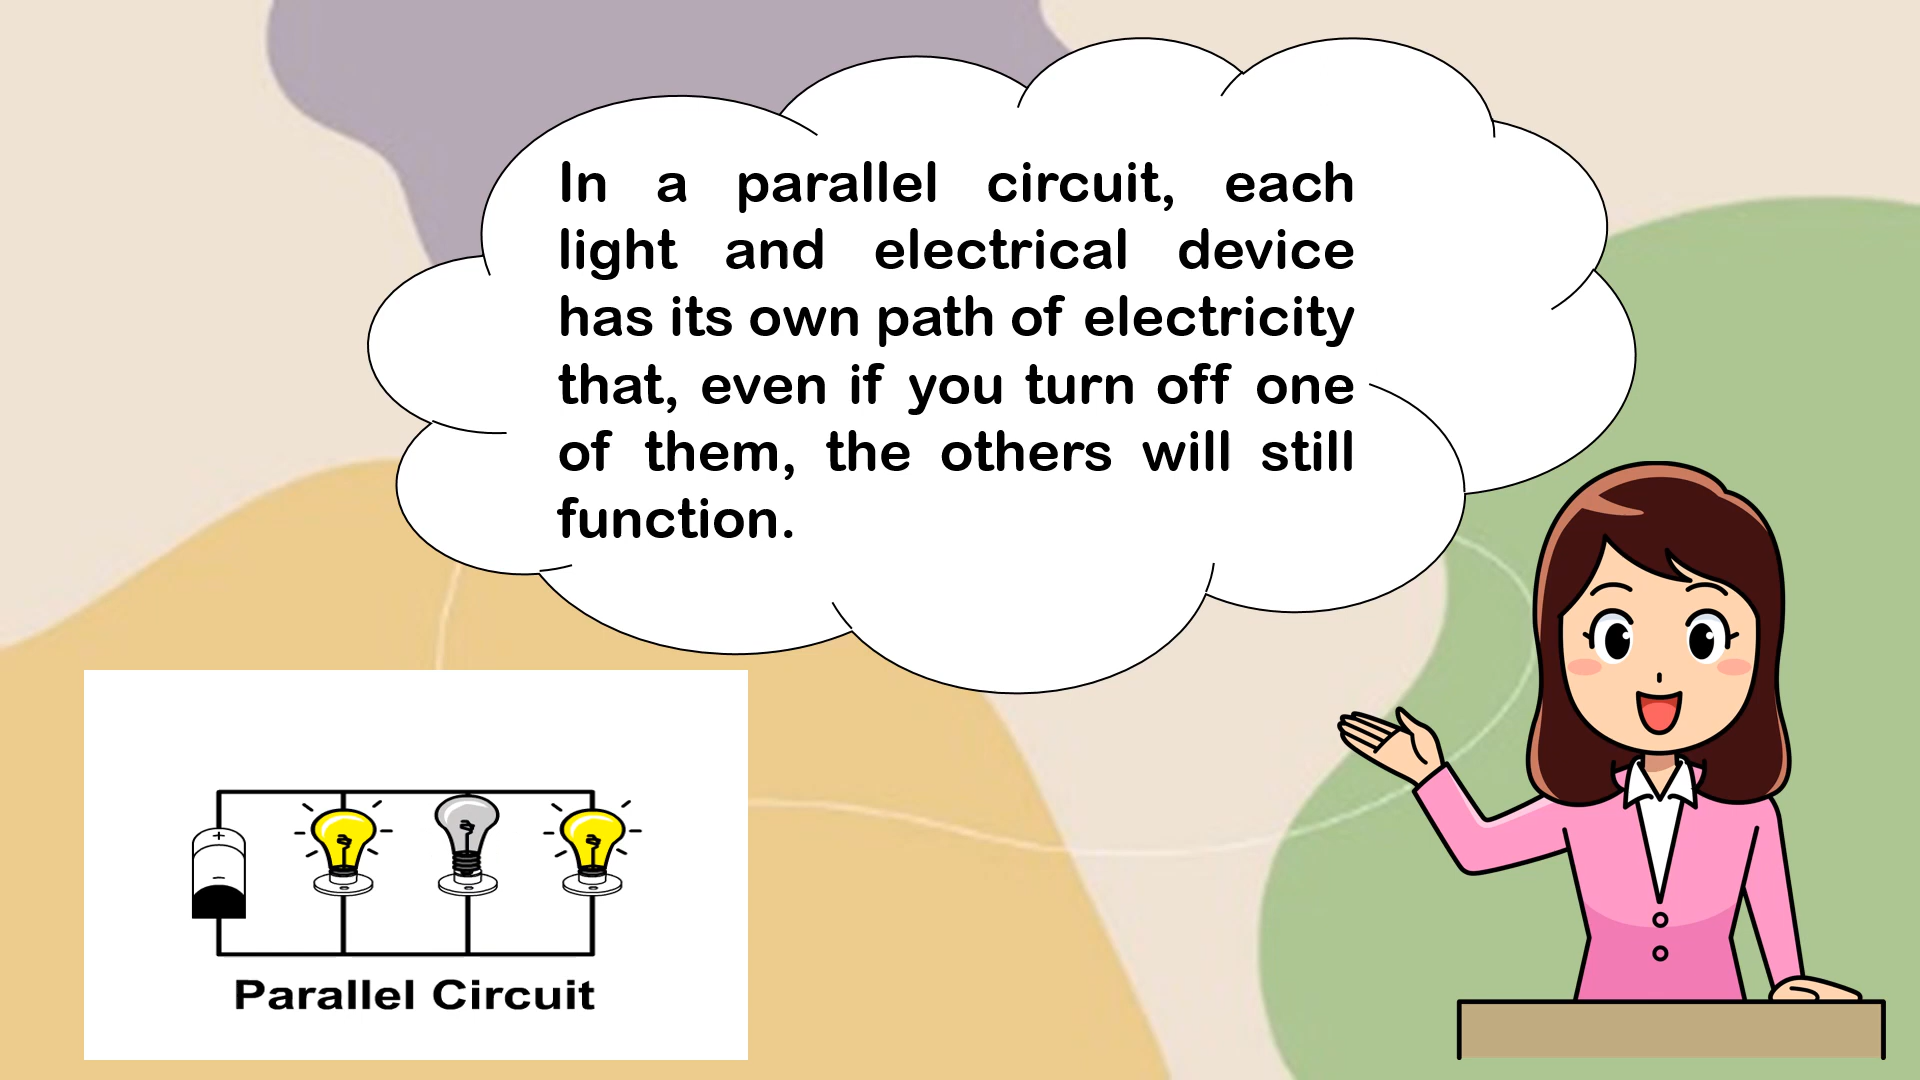 In a parallel circuit, each
light and electrical device
has its own path of electricity
that, even if you turn off one
of them, the others will still
function.
+
−
Parallel Circuit